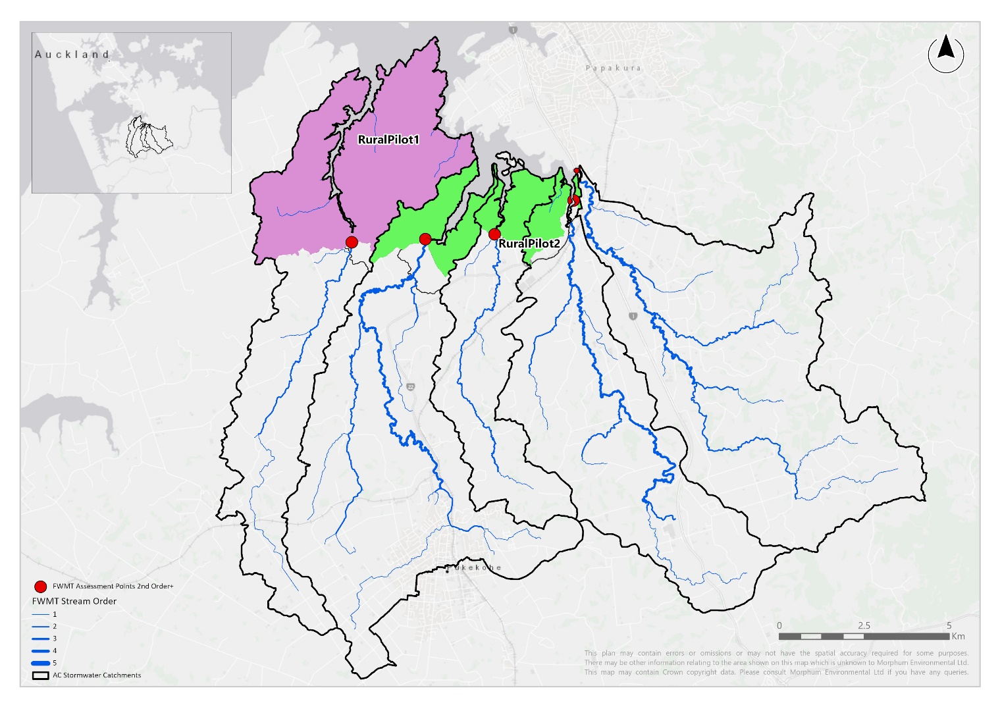 Auckland
1
Papakura
RuralPilot1
RuralPilot2
1
22
Pukekohe
FWMT Assessment Points 2nd Order+
FWMT Stream Order
1
2
3
4
5
AC Stormwater Catchments
0 2.5 5
Km
This plan may contain errors or omissions or may not have the spatial accuracy required for some purposes.
There may be other information relating to the area shown on this map which is unknown to Morphum Environmental Ltd.
This map may contain Crown copyright data. Please consult Morphum Environmental Ltd if you have any queries.